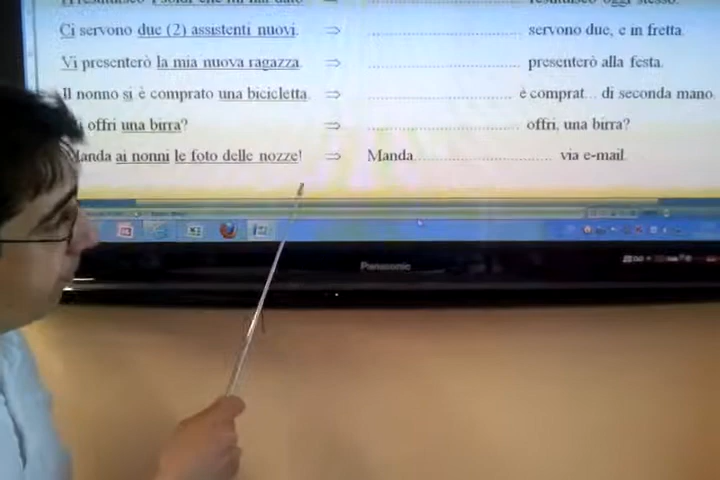 Ci servono due (2) assistenti nuovi. ⇒ .......................................... servono due, e in fretta.
Vi presenterò la mia nuova ragazza. ⇒ .......................................... presenterò alla festa.
Il nonno si è comprato una bicicletta. ⇒ ........................................ è comprat... di seconda mano.
offri una birra? ⇒ .......................................... offri, una birra?
Manda ai nonni le foto delle nozze! ⇒ Manda...................................... via e-mail.
Panasonic